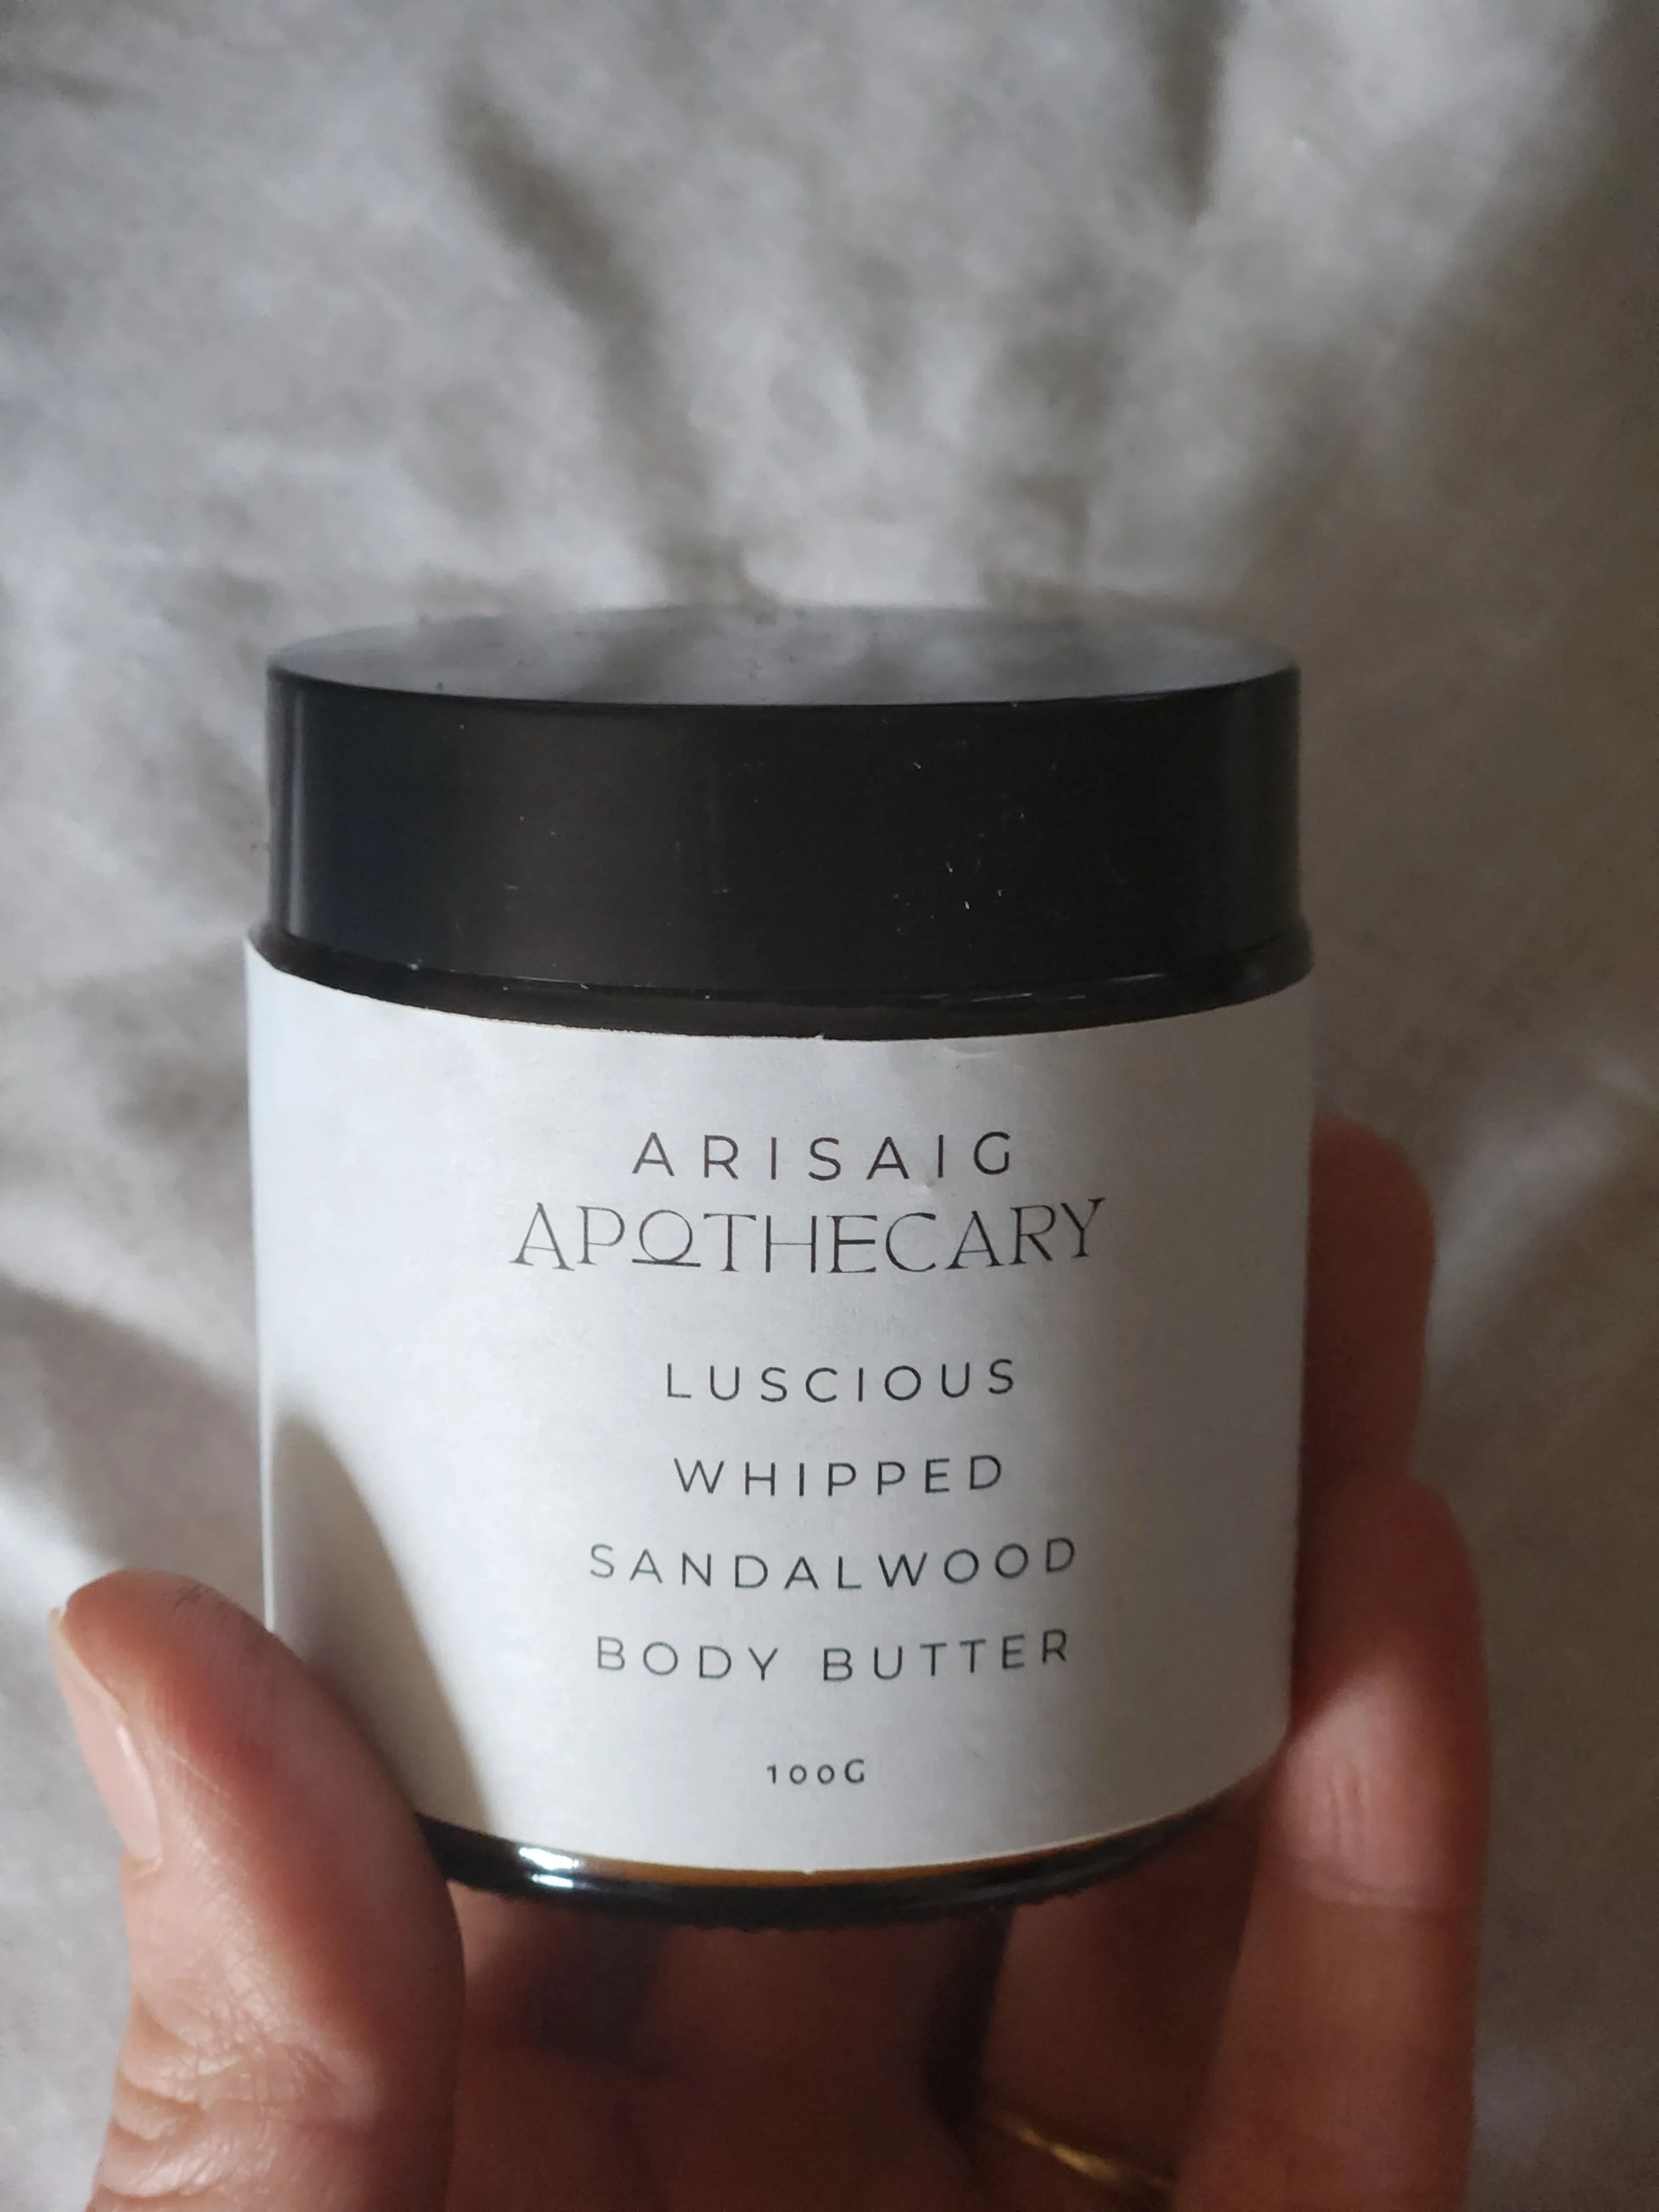 ARISAIG
APOTHECARY
LUSCIOUS
WHIPPED
SANDALWOOD
BODY BUTTER
100G